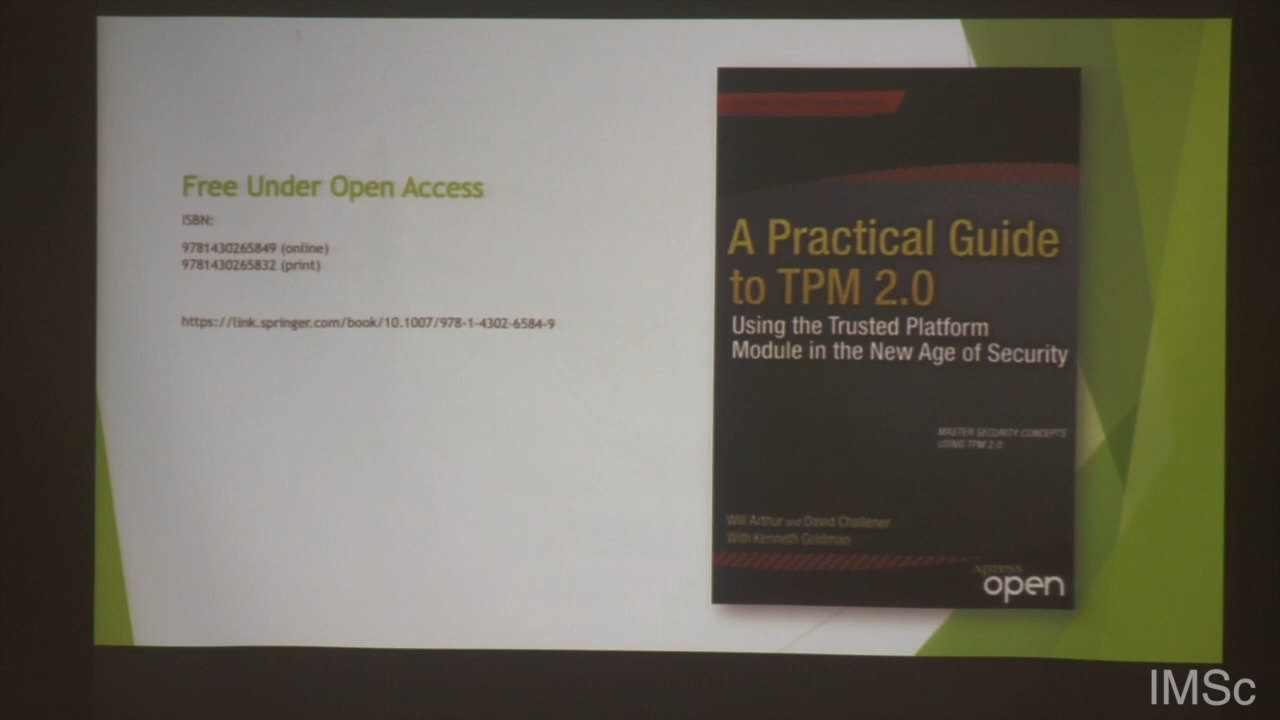 Free Under Open Access
ISBN:
9781430265849 (online)
9781430265832 (print)
https://link.springer.com/book/10.1007/978-1-4302-6584-9
A Practical Guide
to TPM 2.0
Using the Trusted Platform
Module in the New Age of Security
MASTER SECURITY CONCEPTS
USING TPM 2.0
Will Arthur and David Challener
With Kenneth Goldman
Apress
open
IMSc